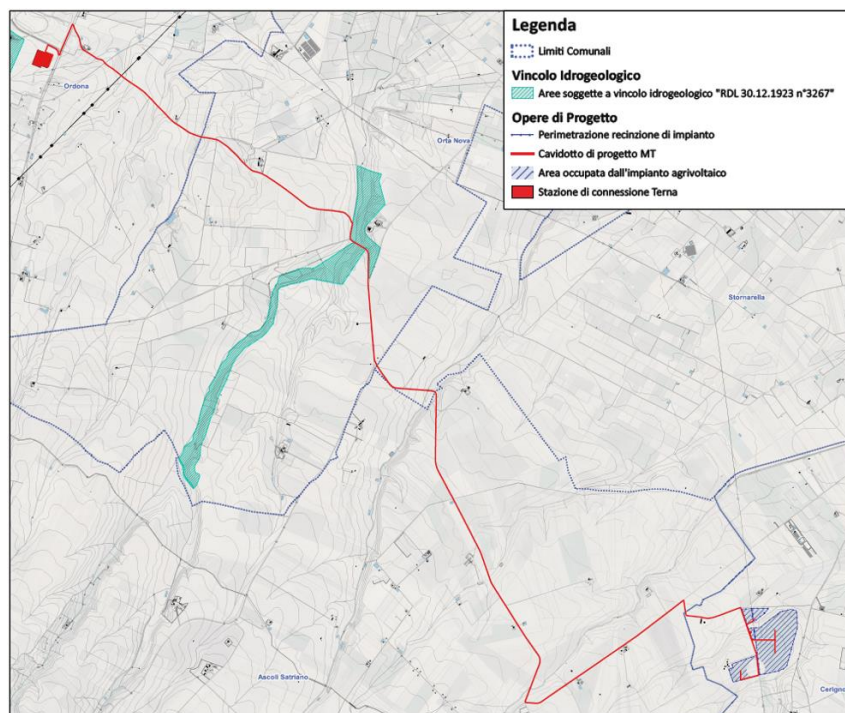 Legenda
Limiti Comunali
Vincolo Idrogeologico
Aree soggette a vincolo idrogeologico "RDL 30.12.1923 n°3267"
Opere di Progetto
Perimetrazione recinzione di impianto
Cavidotto di progetto MT
Area occupata dall'impianto agrivoltaico
Stazione di connessione Terna
Ordona
Orta Nova
Stornarella
Ascoli Satriano
Cerigno